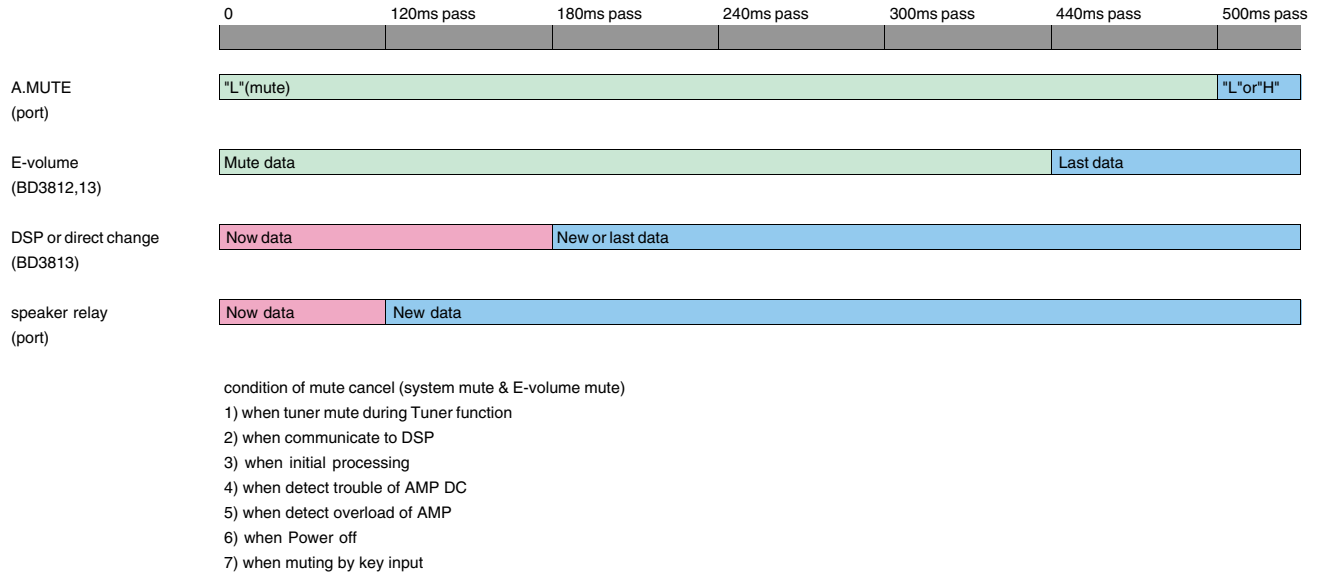 0 120ms pass 180ms pass 240ms pass 300ms pass 440ms pass 500ms pass
A.MUTE "L"(mute) "L"or"H"
(port)
E-volume Mute data Last data
(BD3812,13)
DSP or direct change Now data New or last data
(BD3813)
speaker relay Now data New data
(port)
condition of mute cancel (system mute & E-volume mute)
1) when tuner mute during Tuner function
2) when communicate to DSP
3) when initial processing
4) when detect trouble of AMP DC
5) when detect overload of AMP
6) when Power off
7) when muting by key input